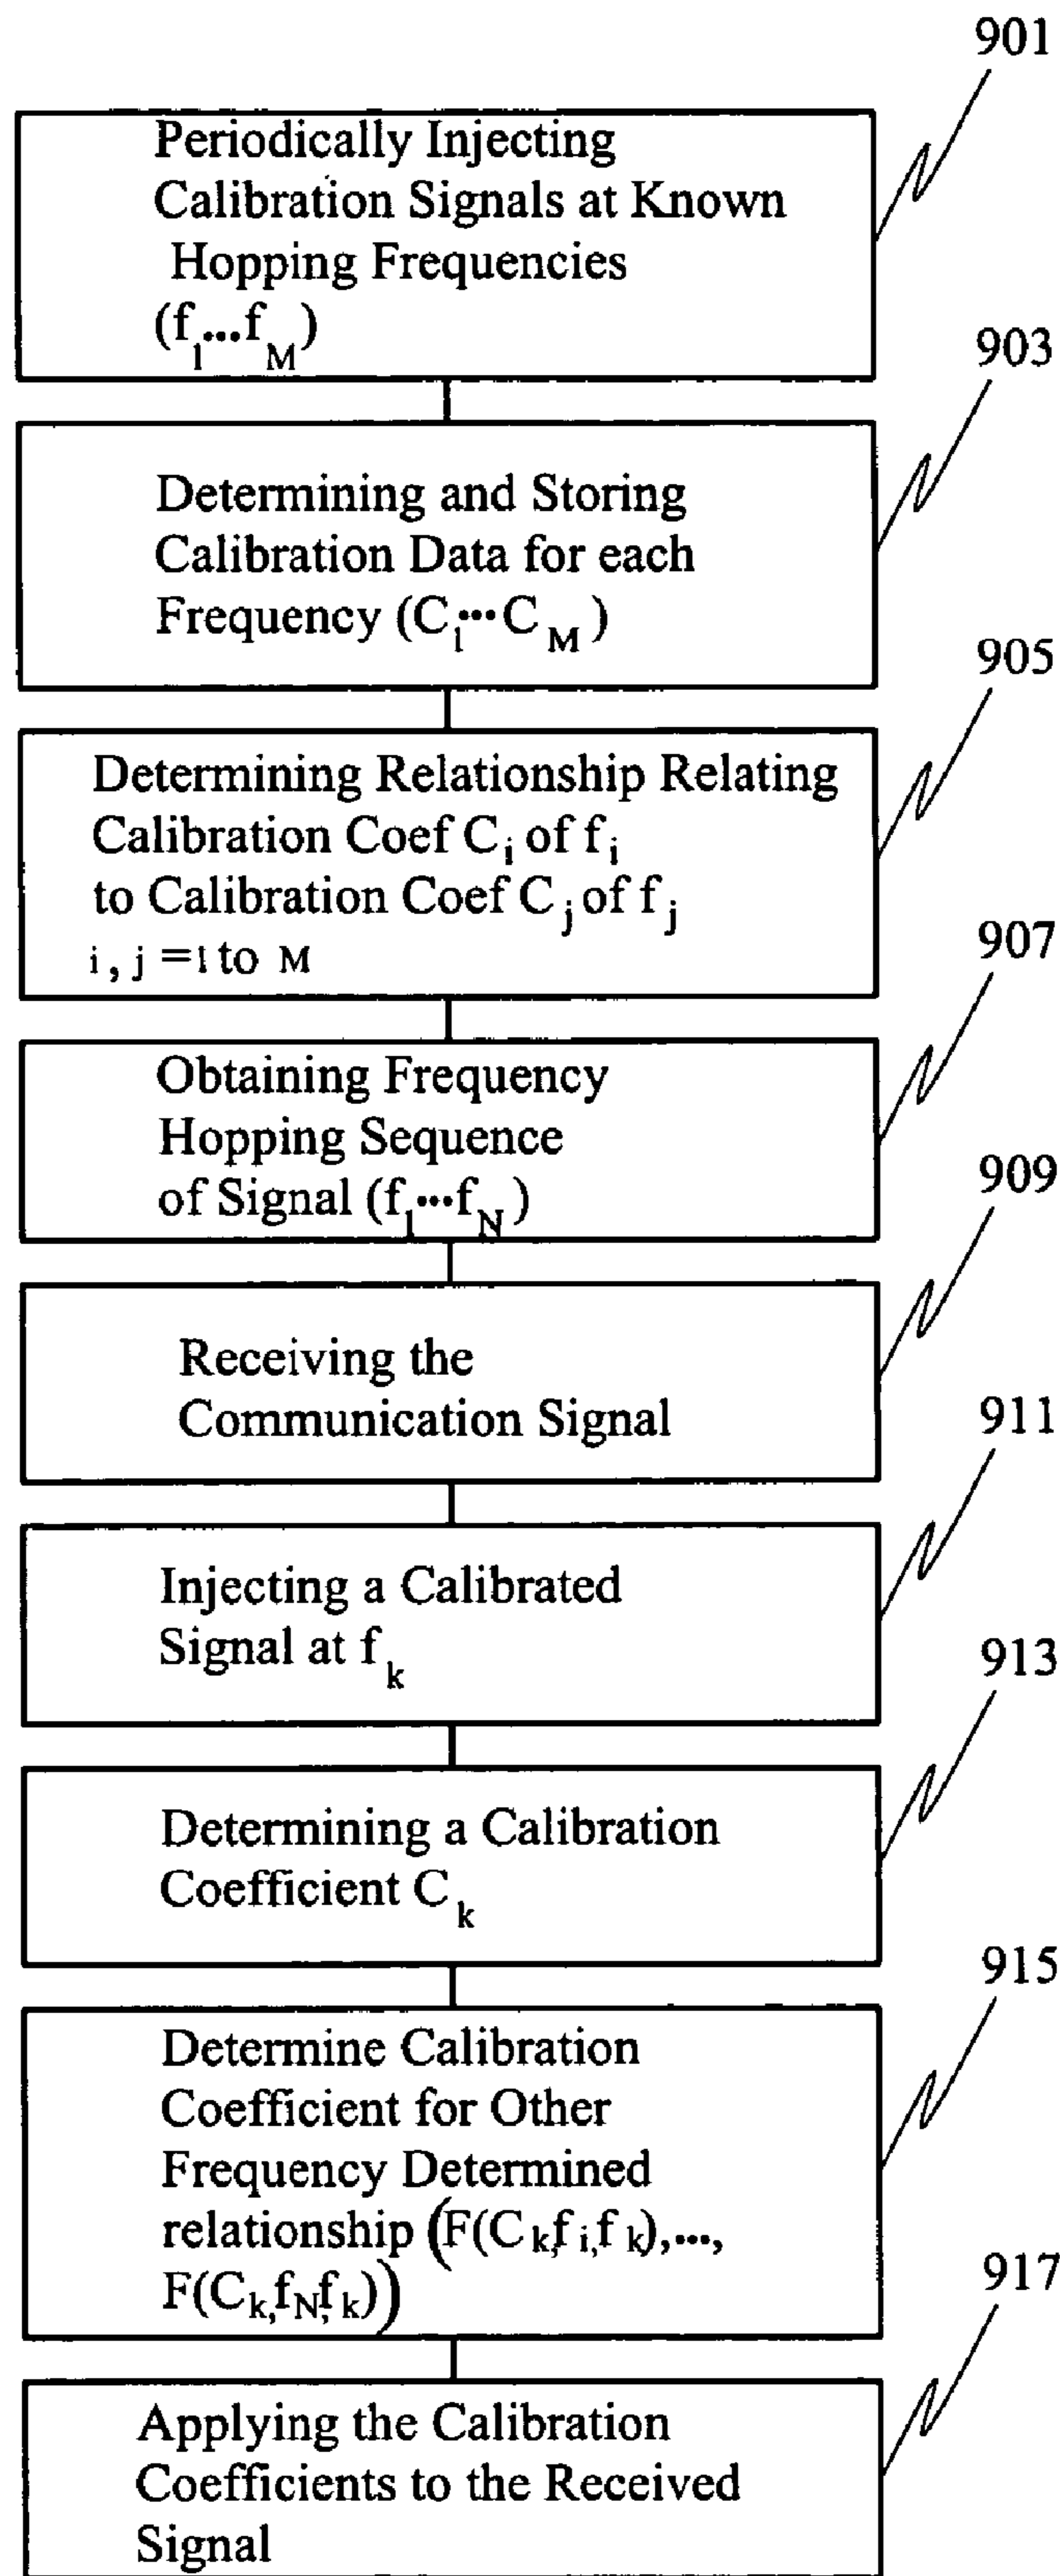 901
Periodically Injecting
Calibration Signals at Known
Hopping Frequencies
(f1...fM)
903
Determining and Storing
Calibration Data for each
Frequency (Ci...CM)
905
Determining Relationship Relating
Calibration Coef Ci of fi
to Calibration Coef Cj of fj
i, j =1 to M
907
Obtaining Frequency
Hopping Sequence
of Signal (f1...fN)
909
Receiving the
Communication Signal
911
Injecting a Calibrated
Signal at fk
913
Determining a Calibration
Coefficient Ck
915
Determine Calibration
Coefficient for Other
Frequency Determined
relationship (F(Ck,fi,fk),...,
F(Ck,fN,fk))
917
Applying the Calibration
Coefficients to the Received
Signal